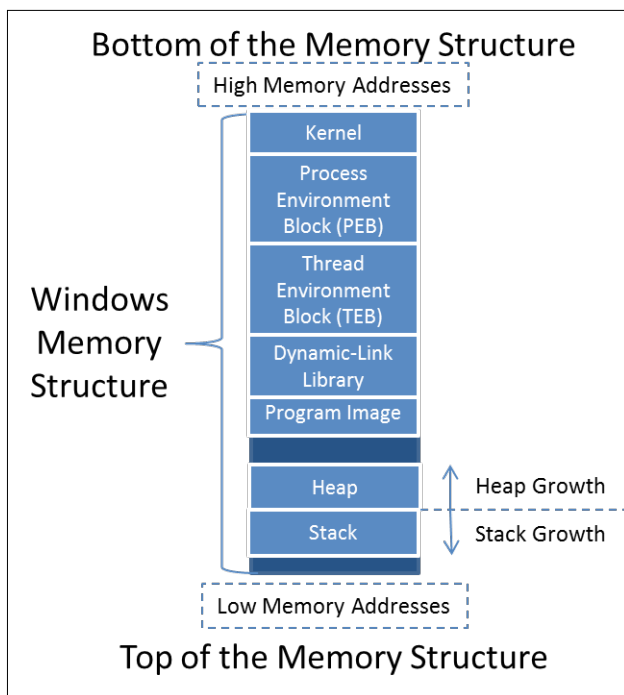 Bottom of the Memory Structure
High Memory Addresses
Kernel
Process
Environment
Block (PEB)
Thread
Environment
Block (TEB)
Windows
Memory
Structure
Dynamic-Link
Library
Program Image
Heap
Heap Growth
Stack
Stack Growth
Low Memory Addresses
Top of the Memory Structure